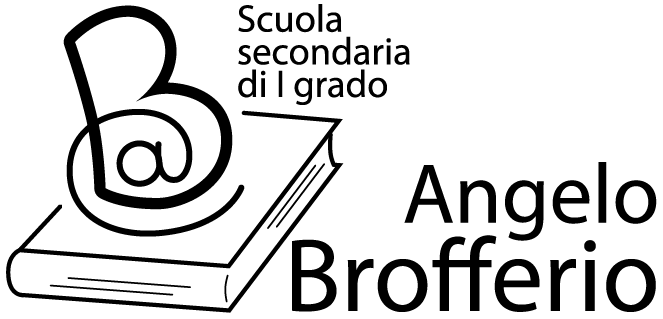 B@
Scuola
secondaria
di I grado
Angelo
Brofferio